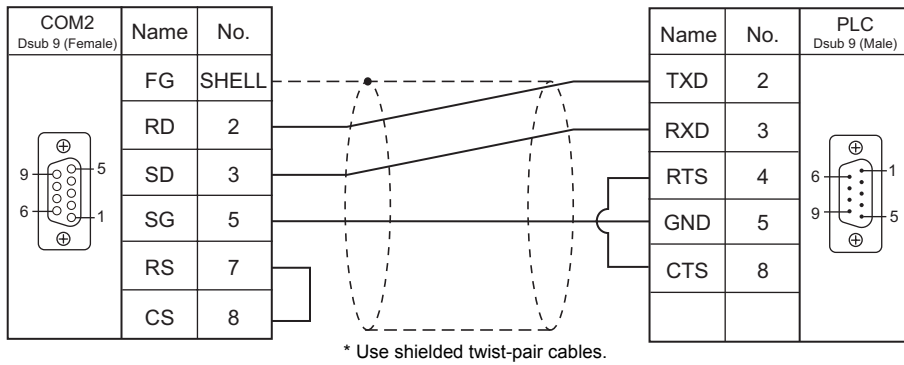 COM2
Dsub 9 (Female)
Name No.
FG SHELL
RD 2
SD 3
SG 5
RS 7
CS 8
9 5
6 1
Name No.
PLC
Dsub 9 (Male)
TXD 2
RXD 3
RTS 4
GND 5
CTS 8
6 1
9 5
* Use shielded twist-pair cables.